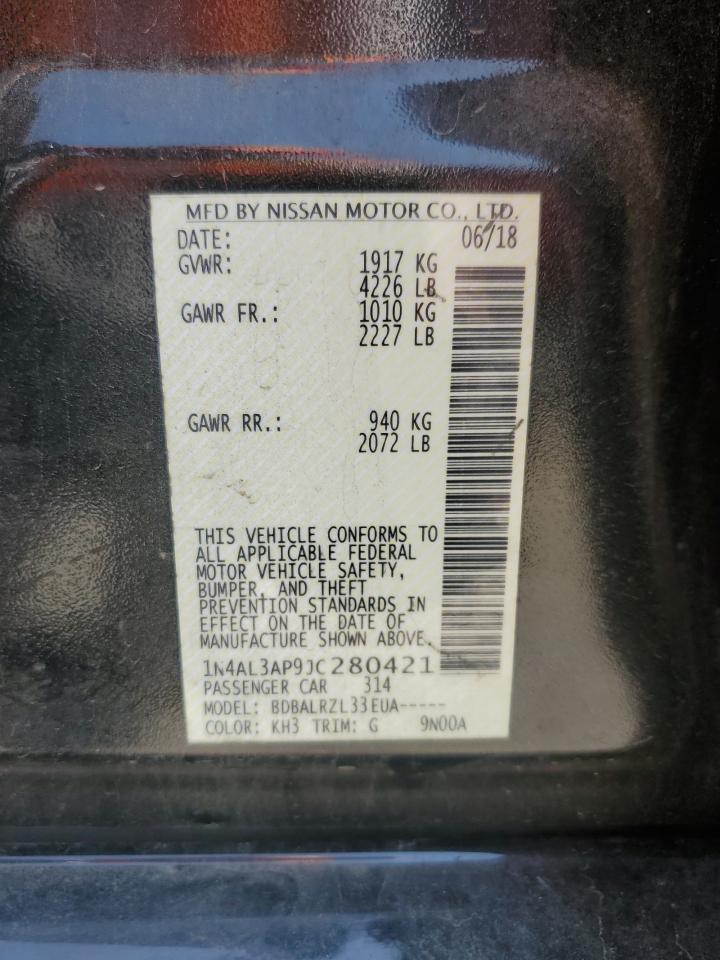 MFD BY NISSAN MOTOR CO., LTD.
DATE: 06/18
GVWR: 1917 KG
4226 LB
GAWR FR.: 1010 KG
2227 LB
GAWR RR.: 940 KG
2072 LB
THIS VEHICLE CONFORMS TO
ALL APPLICABLE FEDERAL
MOTOR VEHICLE SAFETY,
BUMPER, AND THEFT
PREVENTION STANDARDS IN
EFFECT ON THE DATE OF
MANUFACTURE SHOWN ABOVE.
1N4AL3AP9JC280421
PASSENGER CAR 314
MODEL: BDBALRZL33EUA-----
COLOR: KH3 TRIM: G 9N00A